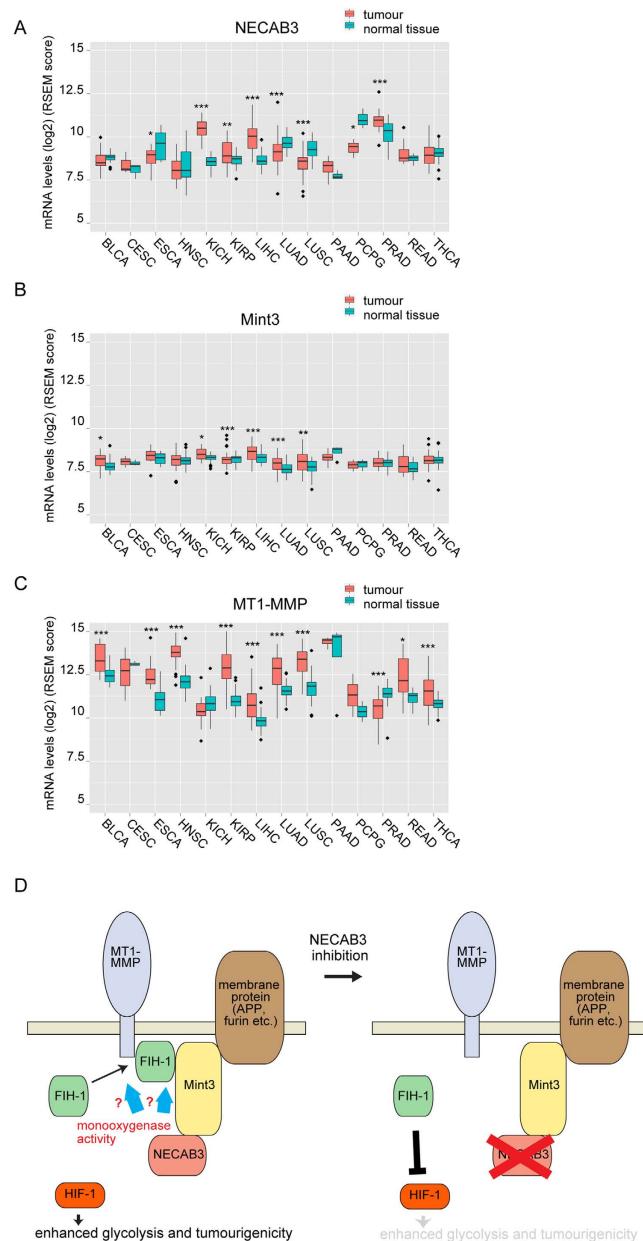 A
NECAB3
tumour
normal tissue
mRNA levels (log2) (RSEM score)
15
12.5
10
7.5
5
* *** ** *** *** *** * ***
BLCA CESC ESCA HNSC KICH KIRP LIHC LUAD LUSC PAAD PCPG PRAD READ THCA
B
Mint3
tumour
normal tissue
mRNA levels (log2) (RSEM score)
15
12.5
10
7.5
5
* * *** *** *** **
BLCA CESC ESCA HNSC KICH KIRP LIHC LUAD LUSC PAAD PCPG PRAD READ THCA
C
MT1-MMP
tumour
normal tissue
mRNA levels (log2) (RSEM score)
15
12.5
10
7.5
5
*** *** *** *** *** *** *** *** * ***
BLCA CESC ESCA HNSC KICH KIRP LIHC LUAD LUSC PAAD PCPG PRAD READ THCA
D
MT1-
MMP
membrane
protein
(APP,
furin etc.)
FIH-1
Mint3
FIH-1
? ?
monooxygenase
activity
NECAB3
HIF-1
enhanced glycolysis and tumourigenicity
NECAB3
inhibition
MT1-
MMP
membrane
protein
(APP,
furin etc.)
Mint3
FIH-1
NECAB3
HIF-1
enhanced glycolysis and tumourigenicity